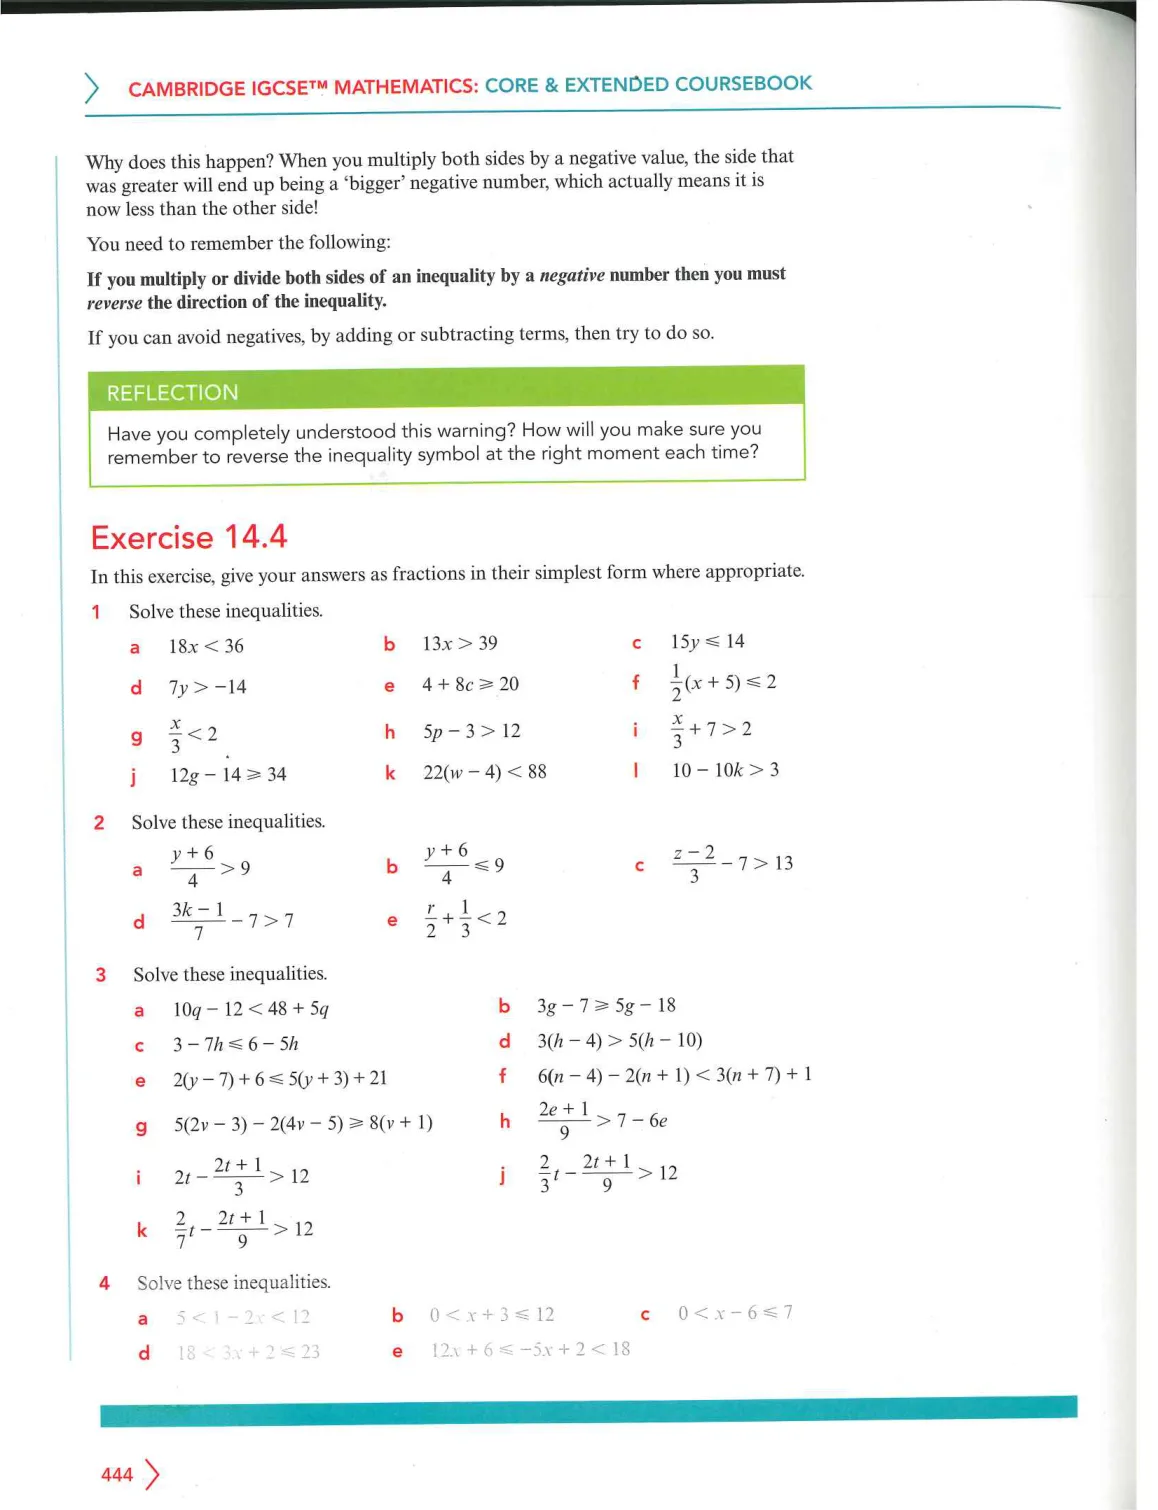 CAMBRIDGE IGCSE™ MATHEMATICS: CORE & EXTENDED COURSEBOOK
Why does this happen? When you multiply both sides by a negative value, the side that
was greater will end up being a ‘bigger’ negative number, which actually means it is
now less than the other side!
You need to remember the following:
If you multiply or divide both sides of an inequality by a negative number then you must
reverse the direction of the inequality.
If you can avoid negatives, by adding or subtracting terms, then try to do so.
REFLECTION
Have you completely understood this warning? How will you make sure you
remember to reverse the inequality symbol at the right moment each time?
Exercise 14.4
In this exercise, give your answers as fractions in their simplest form where appropriate.
1 Solve these inequalities.
a 18x < 36 b 13x > 39 c 15y ⩽ 14
d 7y > −14 e 4 + 8c ⩾ 20 f 1/2(x + 5) ⩽ 2
g x/3 < 2 h 5p − 3 > 12 i x/3 + 7 > 2
j 12g − 14 ⩾ 34 k 22(w − 4) < 88 l 10 − 10k > 3
2 Solve these inequalities.
a (y + 6)/4 > 9 b (y + 6)/4 ⩽ 9 c (z − 2)/3 − 7 > 13
d (3k − 1)/7 − 7 > 7 e r/2 + 1/3 < 2
3 Solve these inequalities.
a 10q − 12 < 48 + 5q b 3g − 7 ⩾ 5g − 18
c 3 − 7h ⩽ 6 − 5h d 3(h − 4) > 5(h − 10)
e 2(y − 7) + 6 ⩽ 5(y + 3) + 21 f 6(n − 4) − 2(n + 1) < 3(n + 7) + 1
g 5(2v − 3) − 2(4v − 5) ⩾ 8(v + 1) h (2e + 1)/9 > 7 − 6e
i 2t − (2t + 1)/3 > 12 j 2/3 t − (2t + 1)/9 > 12
k 2/7 t − (2t + 1)/9 > 12
4 Solve these inequalities.
a 5 < 1 − 2x < 12 b 0 < x + 3 ⩽ 12 c 0 < x − 6 ⩽ 7
d 18 < 3x + 2 ⩽ 23 e 12x + 6 ⩽ −5x + 2 < 18
444